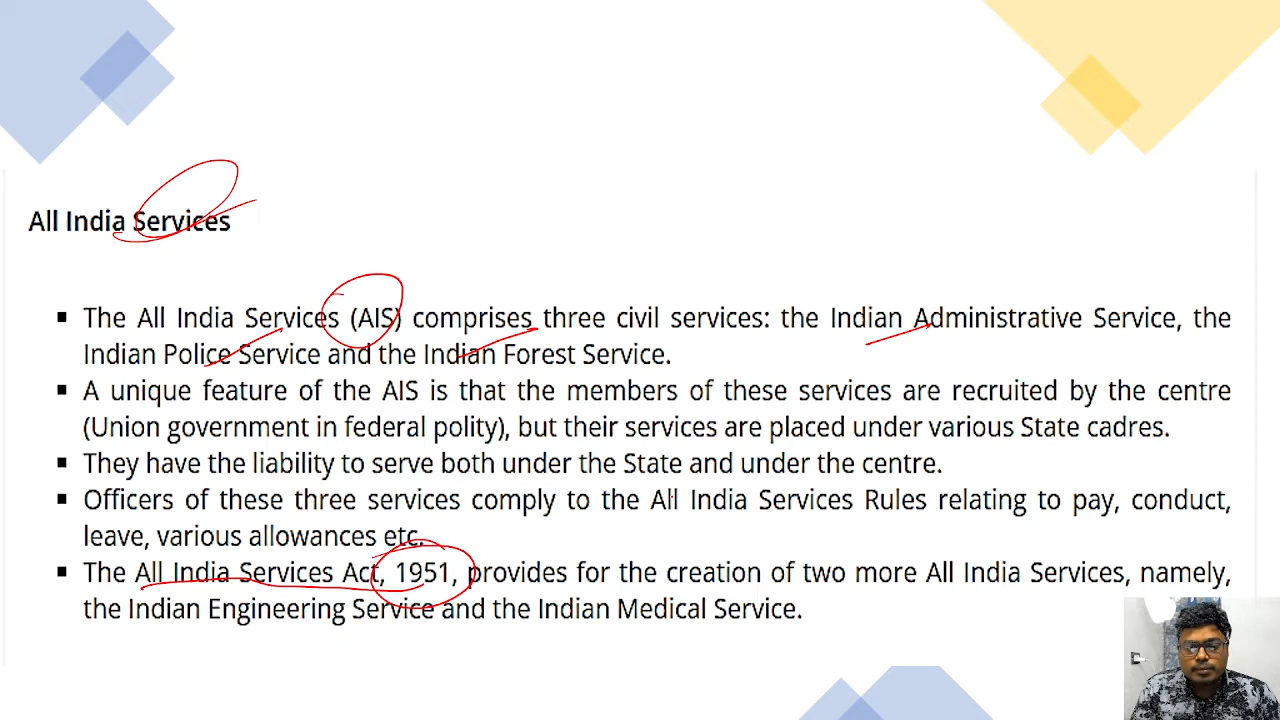 All India Services
▪ The All India Services (AIS) comprises three civil services: the Indian Administrative Service, the
Indian Police Service and the Indian Forest Service.
▪ A unique feature of the AIS is that the members of these services are recruited by the centre
(Union government in federal polity), but their services are placed under various State cadres.
▪ They have the liability to serve both under the State and under the centre.
▪ Officers of these three services comply to the All India Services Rules relating to pay, conduct,
leave, various allowances etc.
▪ The All India Services Act, 1951, provides for the creation of two more All India Services, namely,
the Indian Engineering Service and the Indian Medical Service.